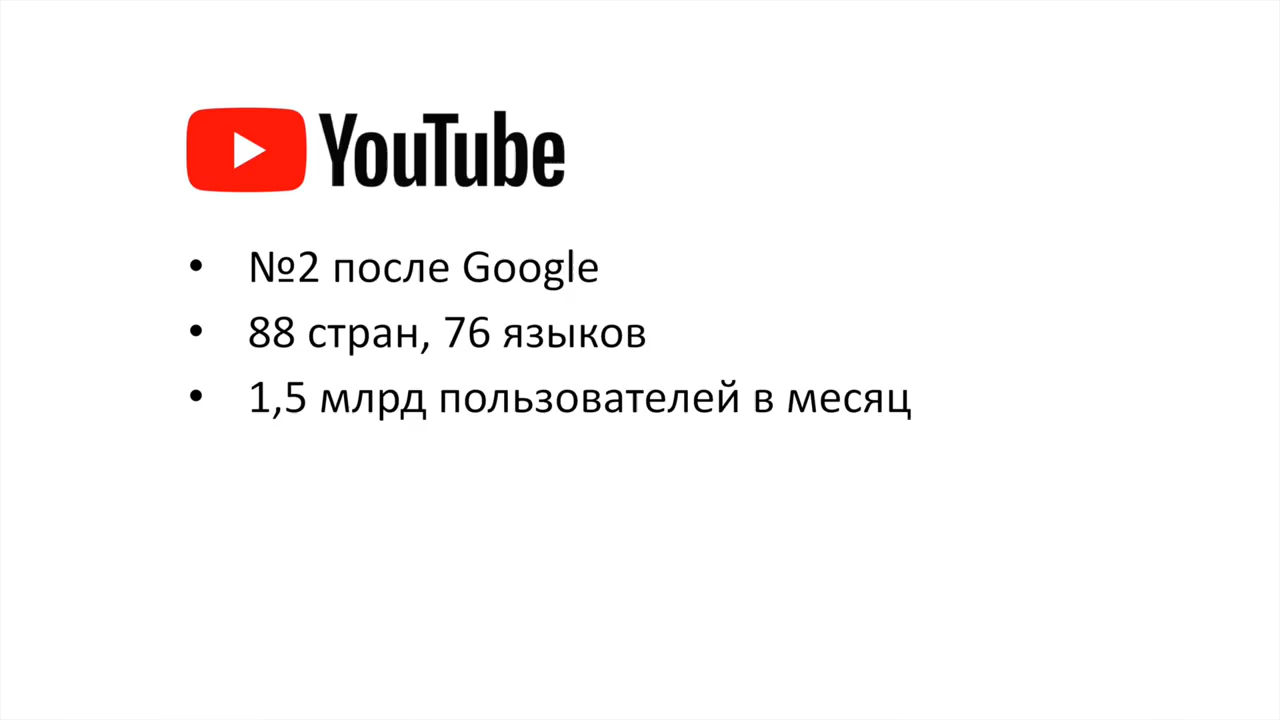 YouTube
• №2 после Google
• 88 стран, 76 языков
• 1,5 млрд пользователей в месяц